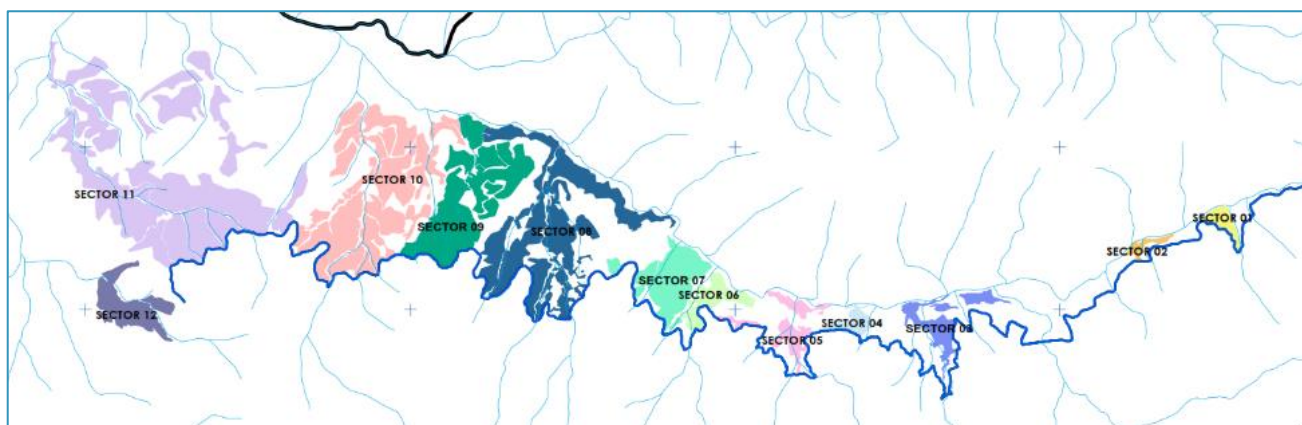 SECTOR 10
SECTOR 11
SECTOR 09
SECTOR 08
SECTOR 01
SECTOR 02
SECTOR 07
SECTOR 06
SECTOR 12
SECTOR 04
SECTOR 03
SECTOR 05